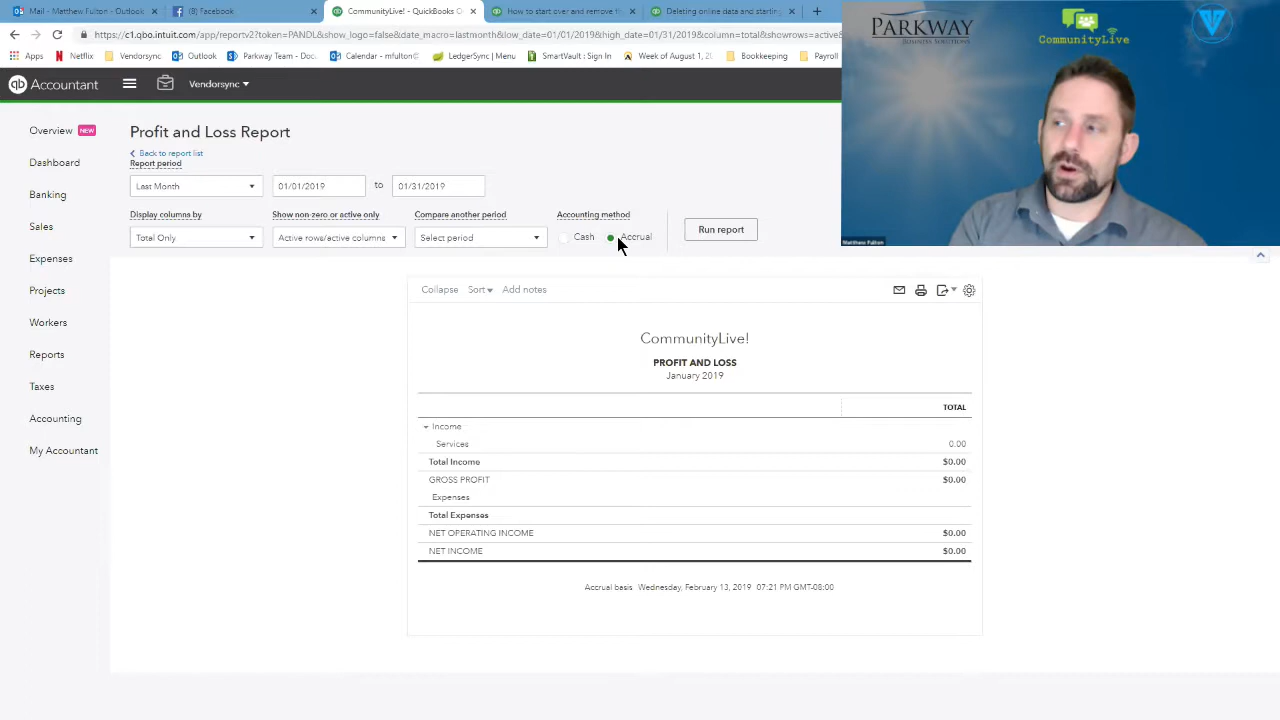 Mail - Matthew Fulton - Outlook
(8) Facebook
CommunityLive! - QuickBooks O
How to start over and remove th
Deleting online data and starting
https://c1.qbo.intuit.com/app/reportv2?token=PANDL&show_logo
date_macro=lastmonth&low_date=01/01/2019&high_date=01/31/2019&column=total&showrows=active&
Apps
Netflix
Vendorsync
Outlook
Parkway Team - Doc
Calendar - mfulton@
LedgerSync | Menu
SmartVault : Sign In
Week of August 1, 20
Bookkeeping
Payroll
PARKWAY
BUSINESS SOLUTIONS
CommunityLive
qb Accountant
Vendorsync
Overview NEW
Dashboard
Banking
Sales
Expenses
Projects
Workers
Reports
Taxes
Accounting
My Accountant
Profit and Loss Report
Back to report list
Report period
Last Month
01/01/2019
to
01/31/2019
Display columns by
Show non-zero or active only
Compare another period
Accounting method
Total Only
Active rows/active columns
Select period
Cash
Accrual
Run report
Matthew Fulton
Collapse Sort Add notes
CommunityLive!
PROFIT AND LOSS
January 2019
TOTAL
Income
Services 0.00
Total Income $0.00
GROSS PROFIT $0.00
Expenses
Total Expenses
NET OPERATING INCOME $0.00
NET INCOME $0.00
Accrual basis Wednesday, February 13, 2019 07:21 PM GMT-08:00